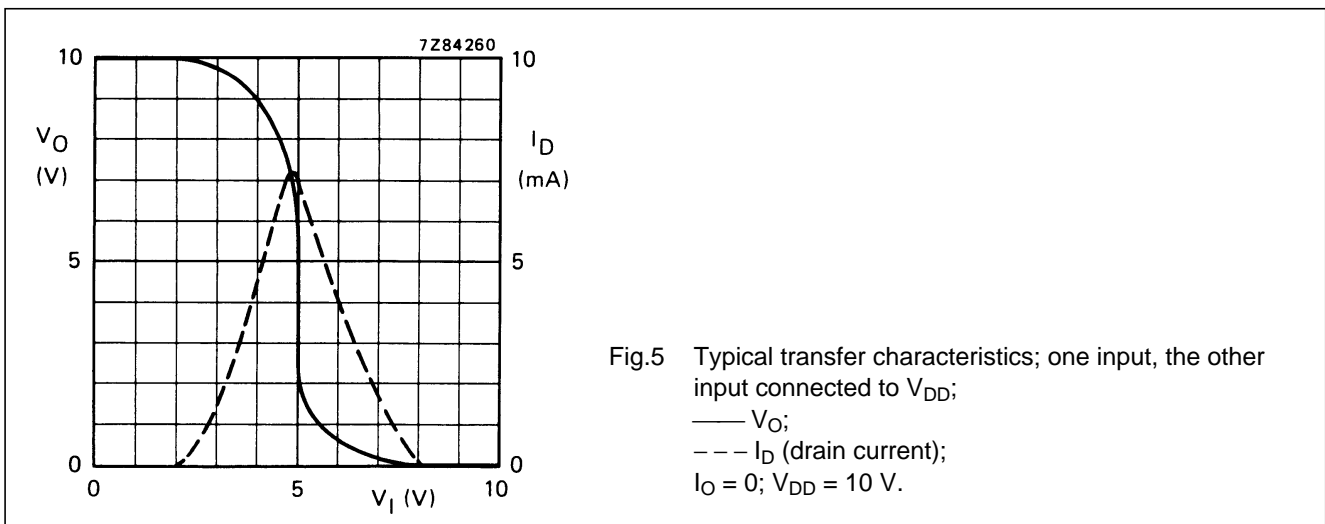 7Z84260
10
V_O
(V)
5
0
10
I_D
(mA)
5
0
0
5
10
V_I (V)
Fig.5 Typical transfer characteristics; one input, the other
input connected to V_DD;
—— V_O;
– – – I_D (drain current);
I_O = 0; V_DD = 10 V.